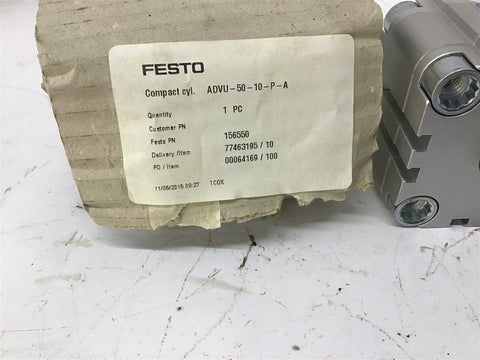 FESTO
Compact cyl. ADVU-50-10-P-A
Quantity 1 PC
Customer PN
Festo PN 156550
Delivery /Item 77463195 / 10
PO / Item 00064169 / 100
11/05/2015 09:27 TCOX